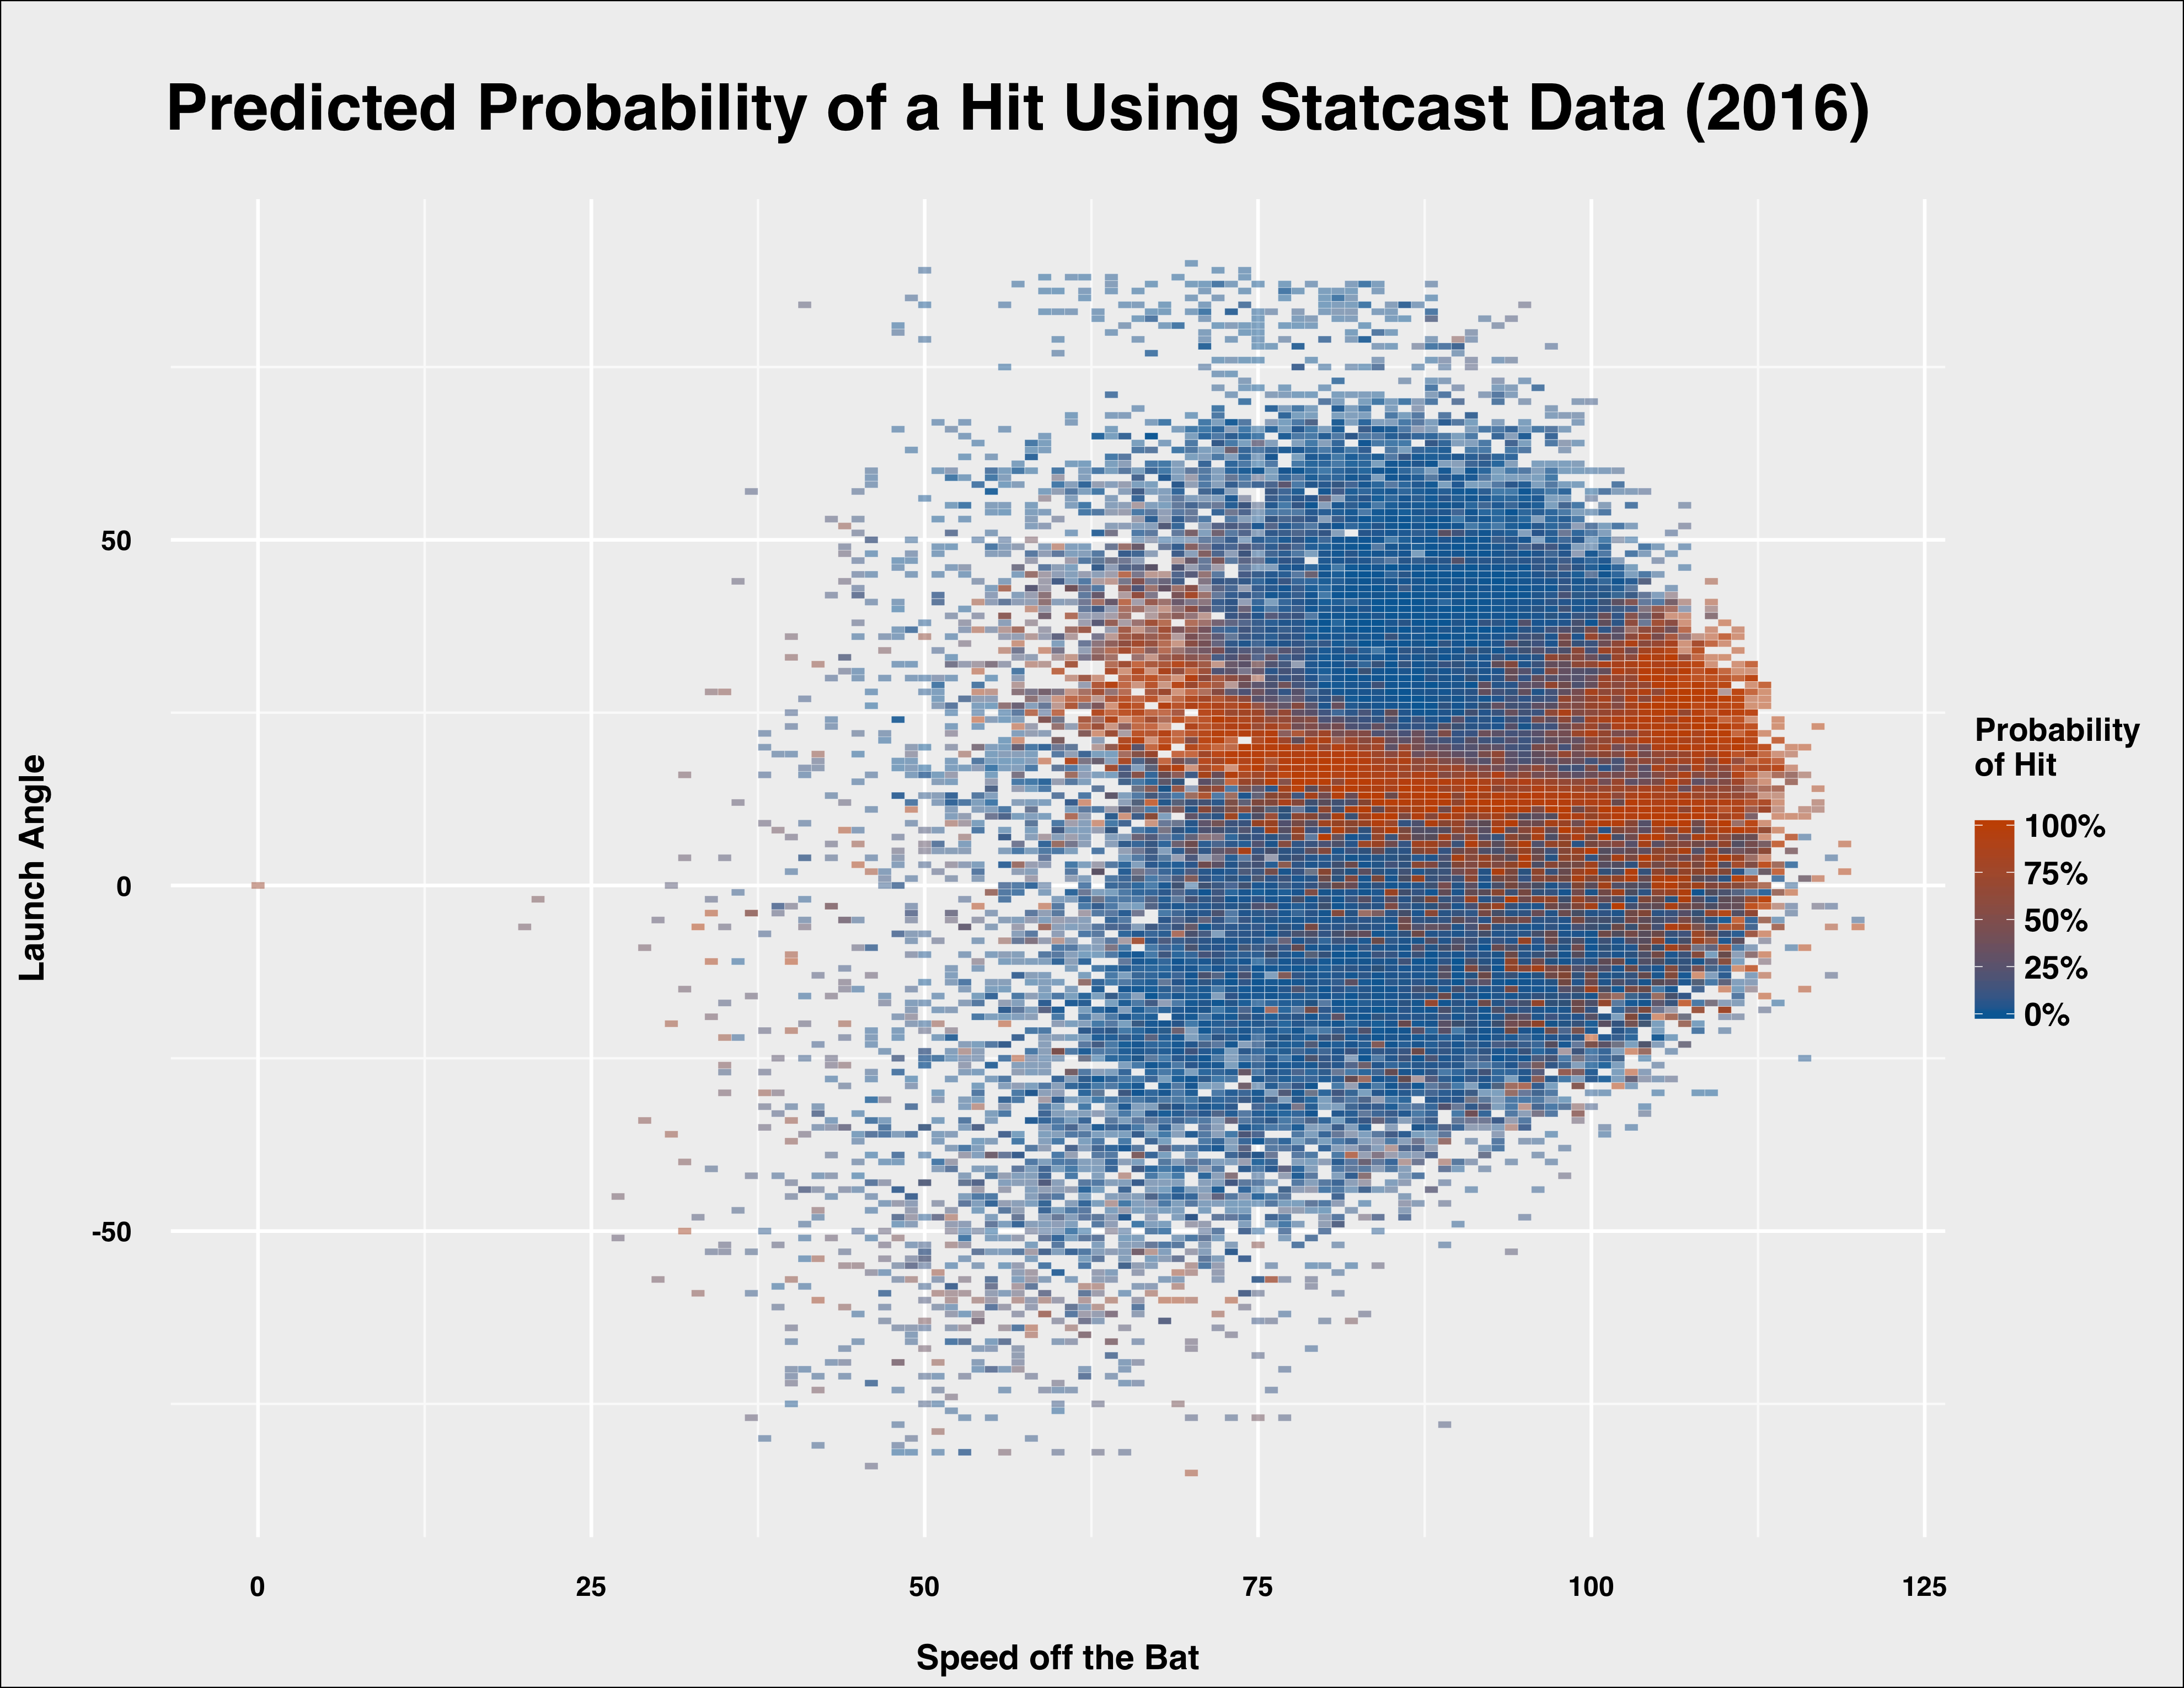 Predicted Probability of a Hit Using Statcast Data (2016)
Launch Angle
50
0
-50
0 25 50 75 100 125
Speed off the Bat
Probability
of Hit
100%
75%
50%
25%
0%